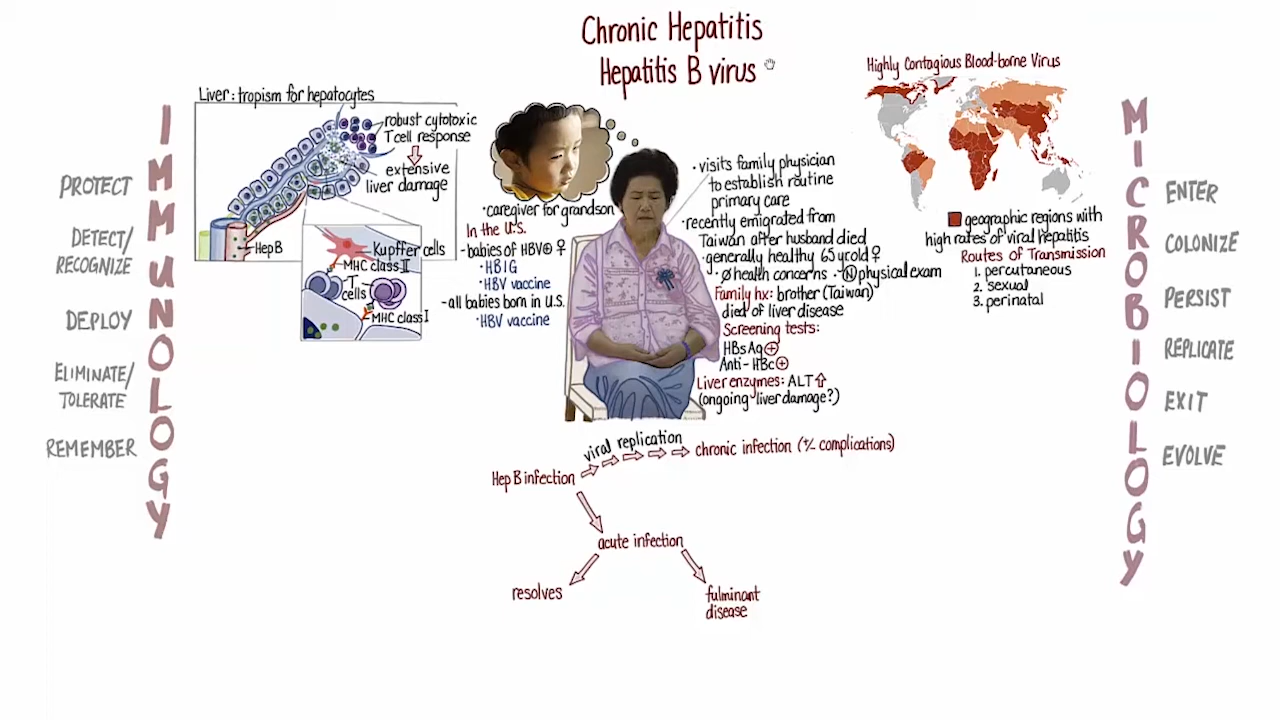 Chronic Hepatitis
Hepatitis B virus
IMMUNOLOGY
PROTECT
DETECT/
RECOGNIZE
DEPLOY
ELIMINATE/
TOLERATE
REMEMBER
Liver: tropism for hepatocytes
robust cytotoxic
T cell response
extensive
liver damage
Hep B
Kupffer cells
MHC class II
T
cells
MHC class I
• caregiver for grandson
In the U.S.
- babies of HBV⊕ ♀
• HBIG
• HBV vaccine
- all babies born in U.S.
• HBV vaccine
• visits family physician
to establish routine
primary care
• recently emigrated from
Taiwan after husband died
• generally healthy 65 yr old ♀
• Ø health concerns • Ⓝ physical exam
Family hx: brother (Taiwan)
died of liver disease
Screening tests:
HBsAg ⊕
Anti-HBc ⊕
Liver enzymes: ALT ⇧
(ongoing liver damage?)
Highly Contagious Blood-borne Virus
geographic regions with
high rates of viral hepatitis
Routes of Transmission
1. percutaneous
2. sexual
3. perinatal
MICROBIOLOGY
ENTER
COLONIZE
PERSIST
REPLICATE
EXIT
EVOLVE
viral replication
Hep B infection
chronic infection (+/- complications)
acute infection
resolves
fulminant
disease